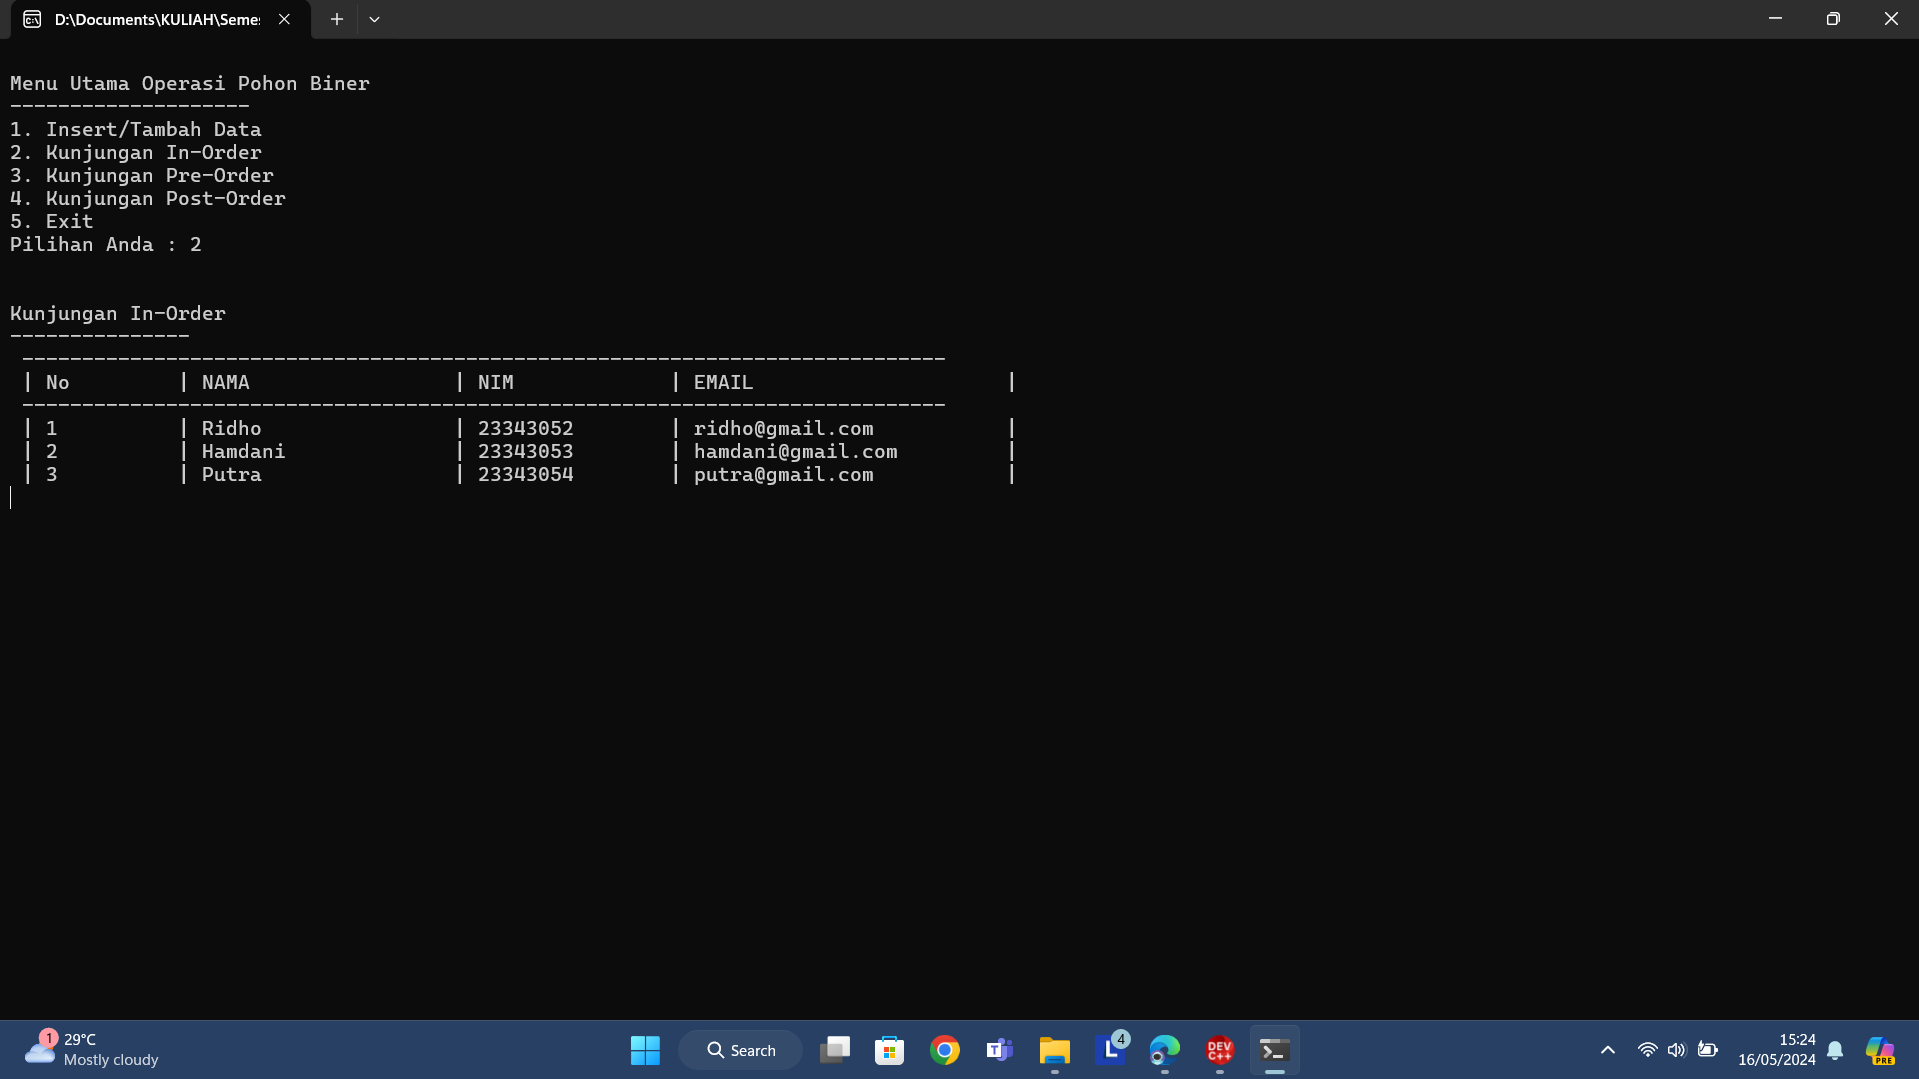 D:\Documents\KULIAH\Seme
Menu Utama Operasi Pohon Biner
--------------------
1. Insert/Tambah Data
2. Kunjungan In-Order
3. Kunjungan Pre-Order
4. Kunjungan Post-Order
5. Exit
Pilihan Anda : 2
Kunjungan In-Order
---------------
-----------------------------------------------------------------------------
| No | NAMA | NIM | EMAIL |
-----------------------------------------------------------------------------
| 1 | Ridho | 23343052 | ridho@gmail.com |
| 2 | Hamdani | 23343053 | hamdani@gmail.com |
| 3 | Putra | 23343054 | putra@gmail.com |
1
29°C
Mostly cloudy
Search
T
L
4
DEV
C++
15:24
16/05/2024
PRE